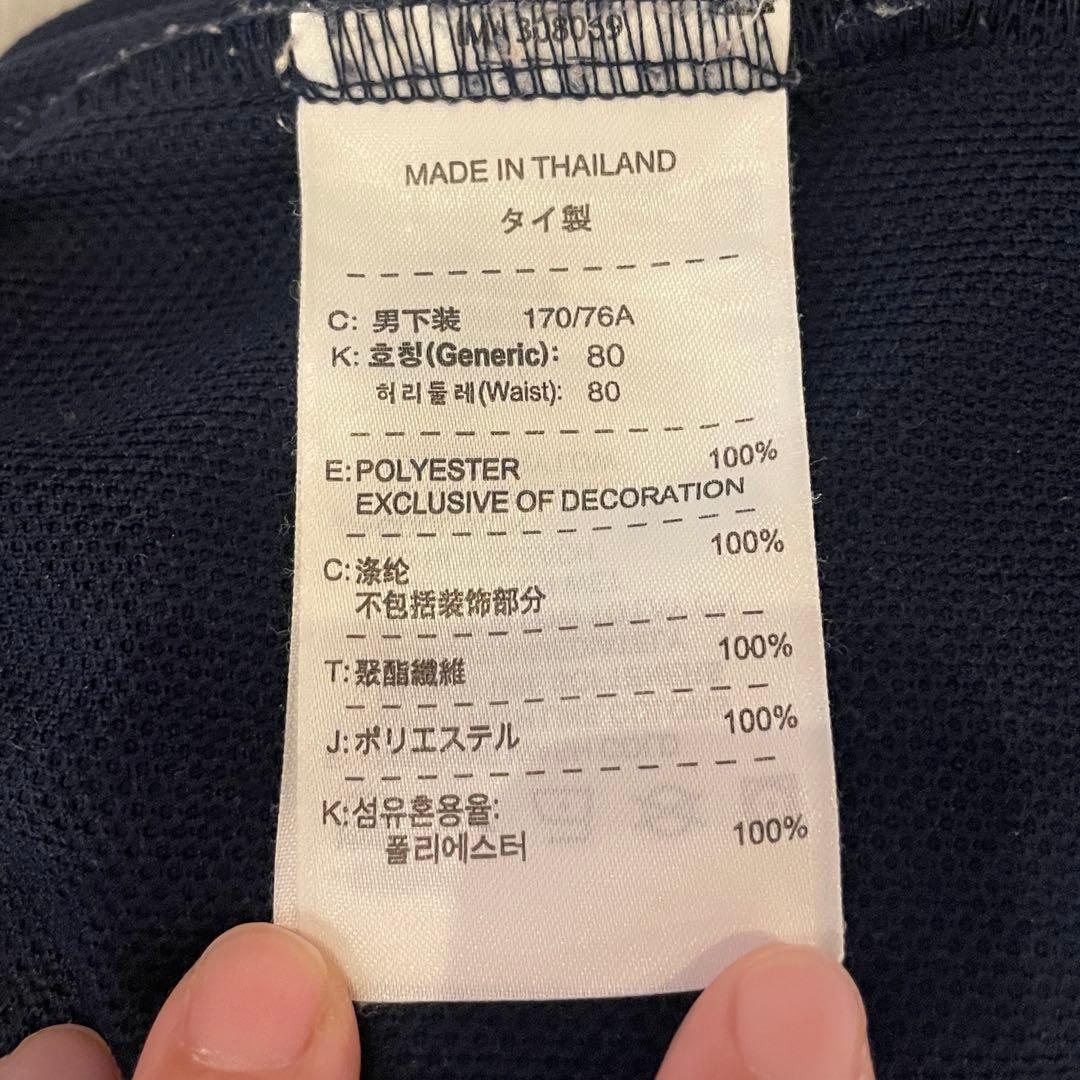 MADE IN THAILAND
タイ製
C: 男下装 170/76A
K: 호칭(Generic): 80
허리둘레(Waist): 80
E: POLYESTER 100%
EXCLUSIVE OF DECORATION
C: 涤纶 100%
不包括装饰部分
T: 聚酯纖維 100%
J: ポリエステル 100%
K: 섬유혼용율:
폴리에스터 100%